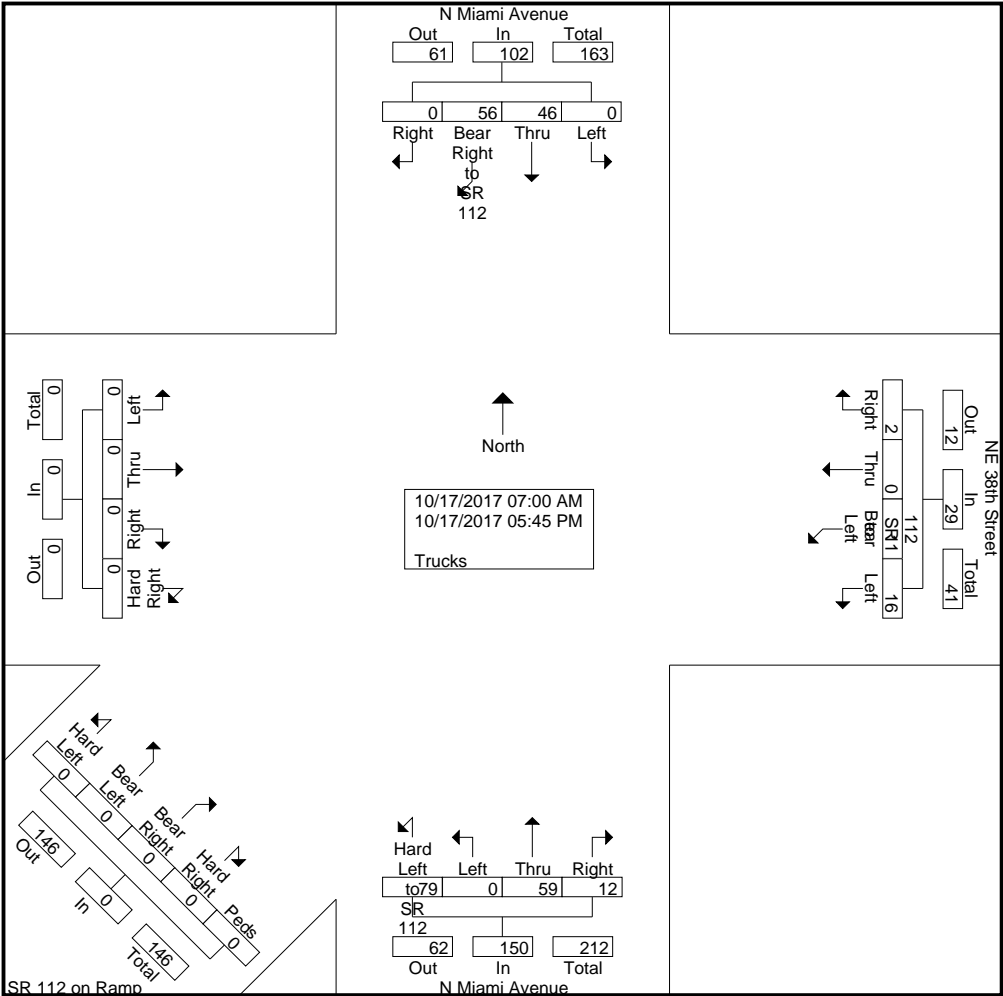 N Miami Avenue
Out In Total
61 102 163
0 56 46 0
Right Bear Right to SR 112 Thru Left
Total 0
In 0
Out 0
0 Left
0 Thru
0 Right
0 Hard Right
North
10/17/2017 07:00 AM
10/17/2017 05:45 PM
Trucks
Right 2
Thru 0
Bear Left to SR 112 11
Left 16
Out 12
In 29
Total 41
NE 38th Street
Hard Left 0
Bear Left 0
Bear Right 0
Hard Right 0
Peds 0
146 Out
0 In
146 Total
SR 112 on Ramp
Hard Left to SR 112 Left Thru Right
79 0 59 12
62 150 212
Out In Total
N Miami Avenue